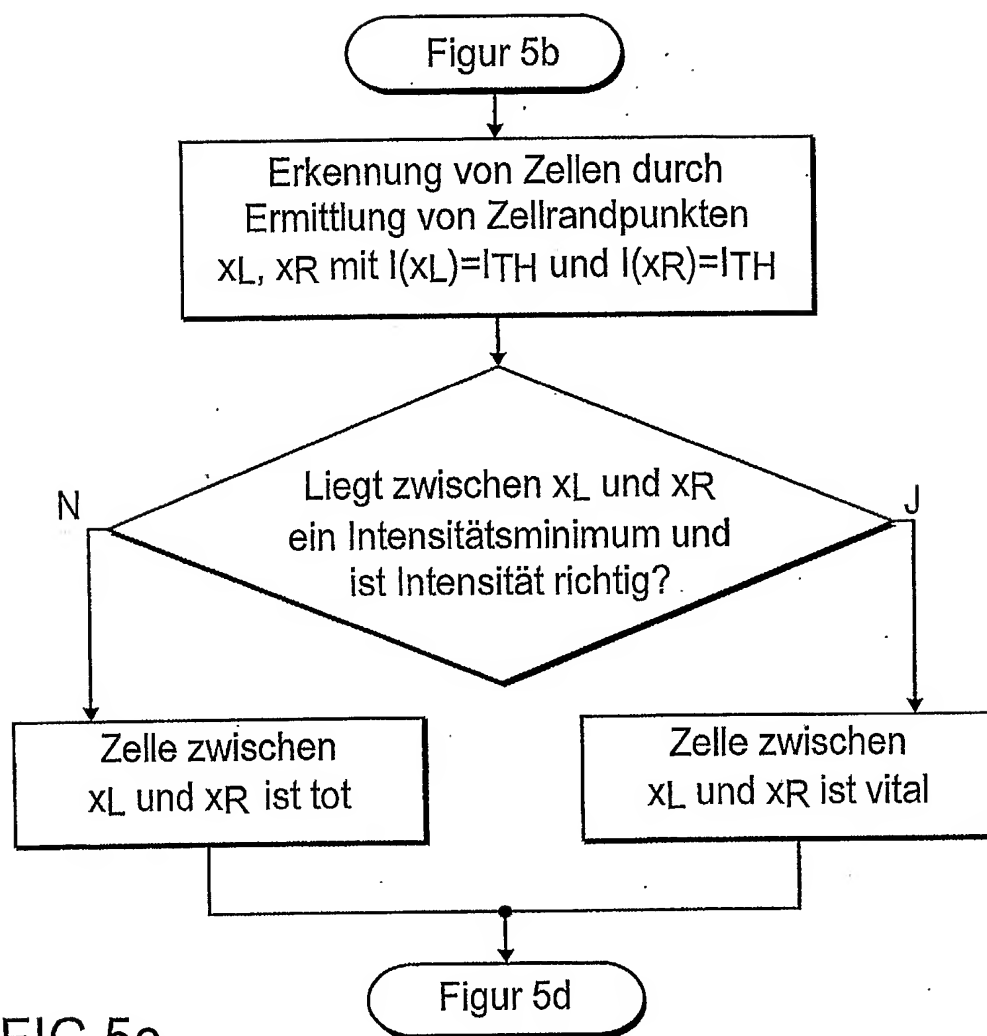 Figur 5b
Erkennung von Zellen durch
Ermittlung von Zellrandpunkten
xL, xR mit I(xL)=ITH und I(xR)=ITH
Liegt zwischen xL und xR
ein Intensitätsminimum und
ist Intensität richtig?
N
J
Zelle zwischen
xL und xR ist tot
Zelle zwischen
xL und xR ist vital
Figur 5d